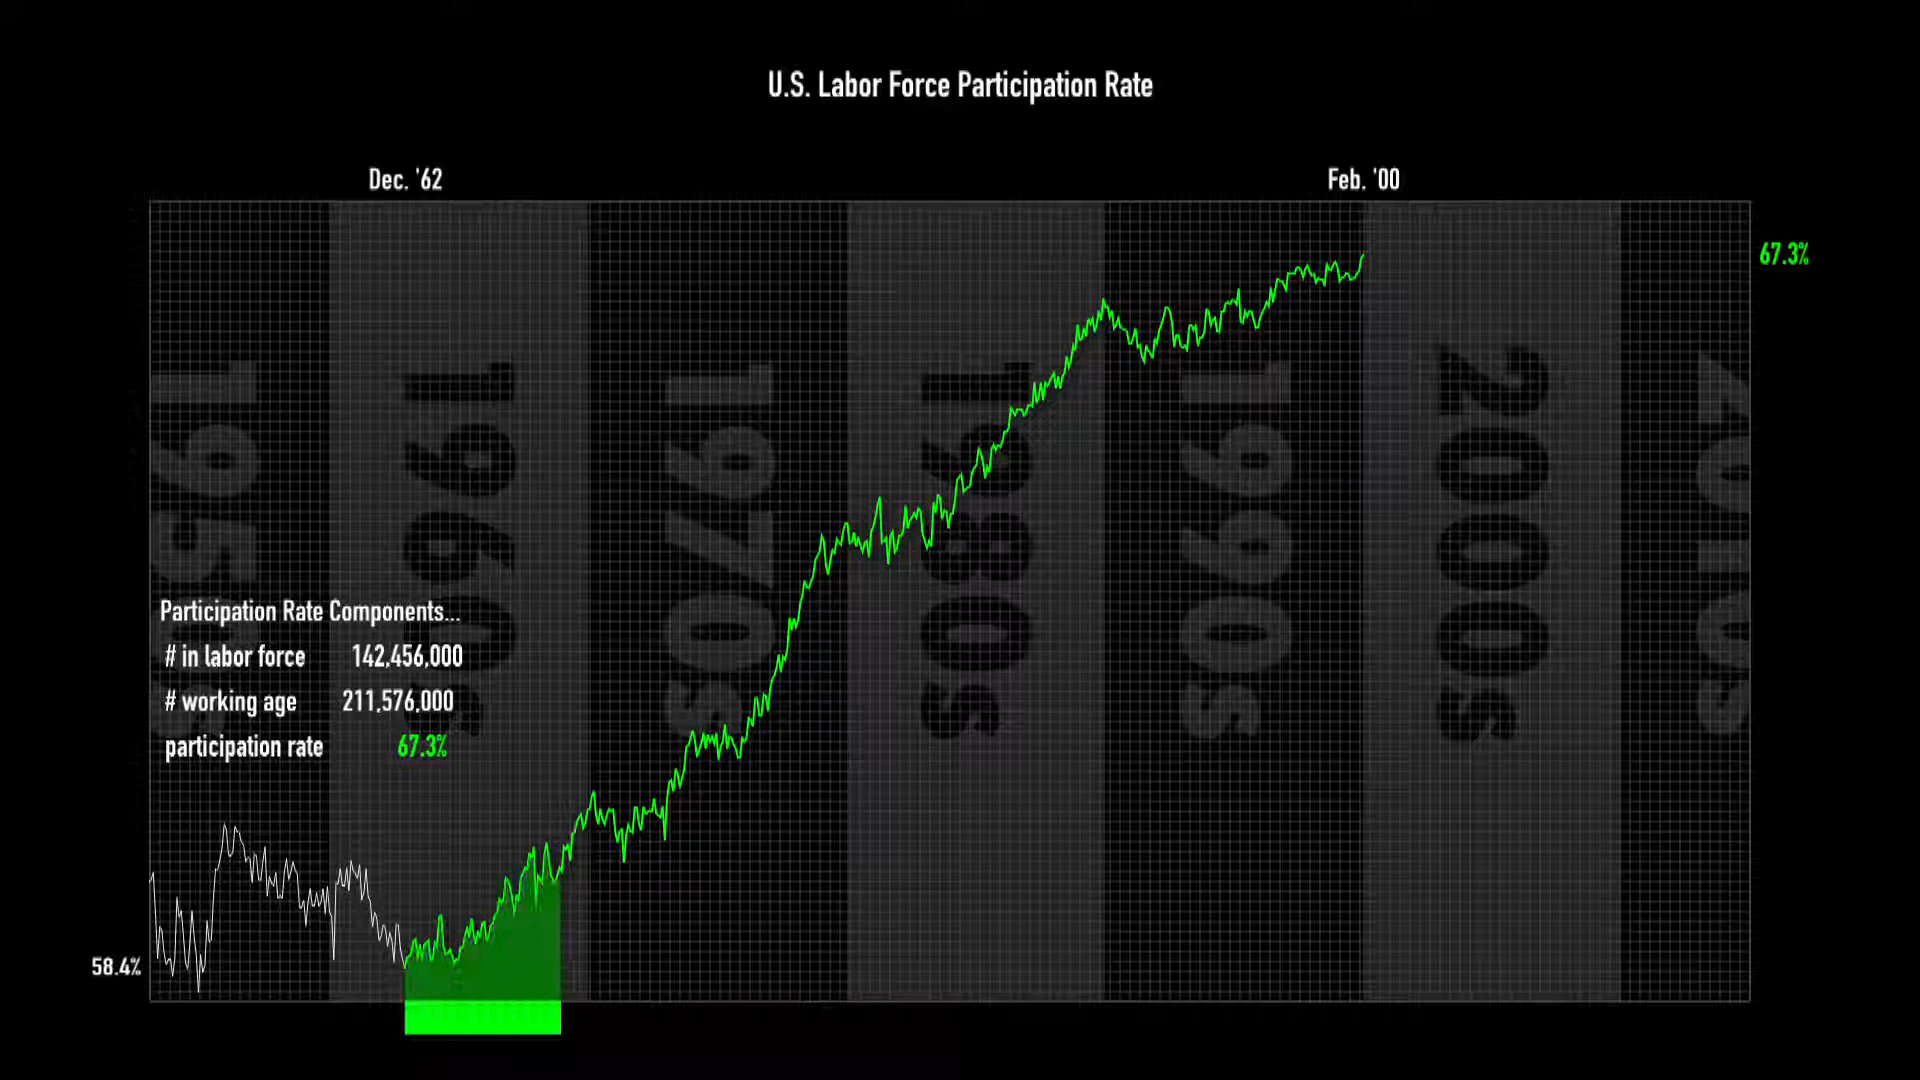 U.S. Labor Force Participation Rate
Dec. '62
Feb. '00
67.3%
1950s
1960s
1970s
1980s
1990s
2000s
Participation Rate Components...
# in labor force 142,456,000
# working age 211,576,000
participation rate 67.3%
58.4%